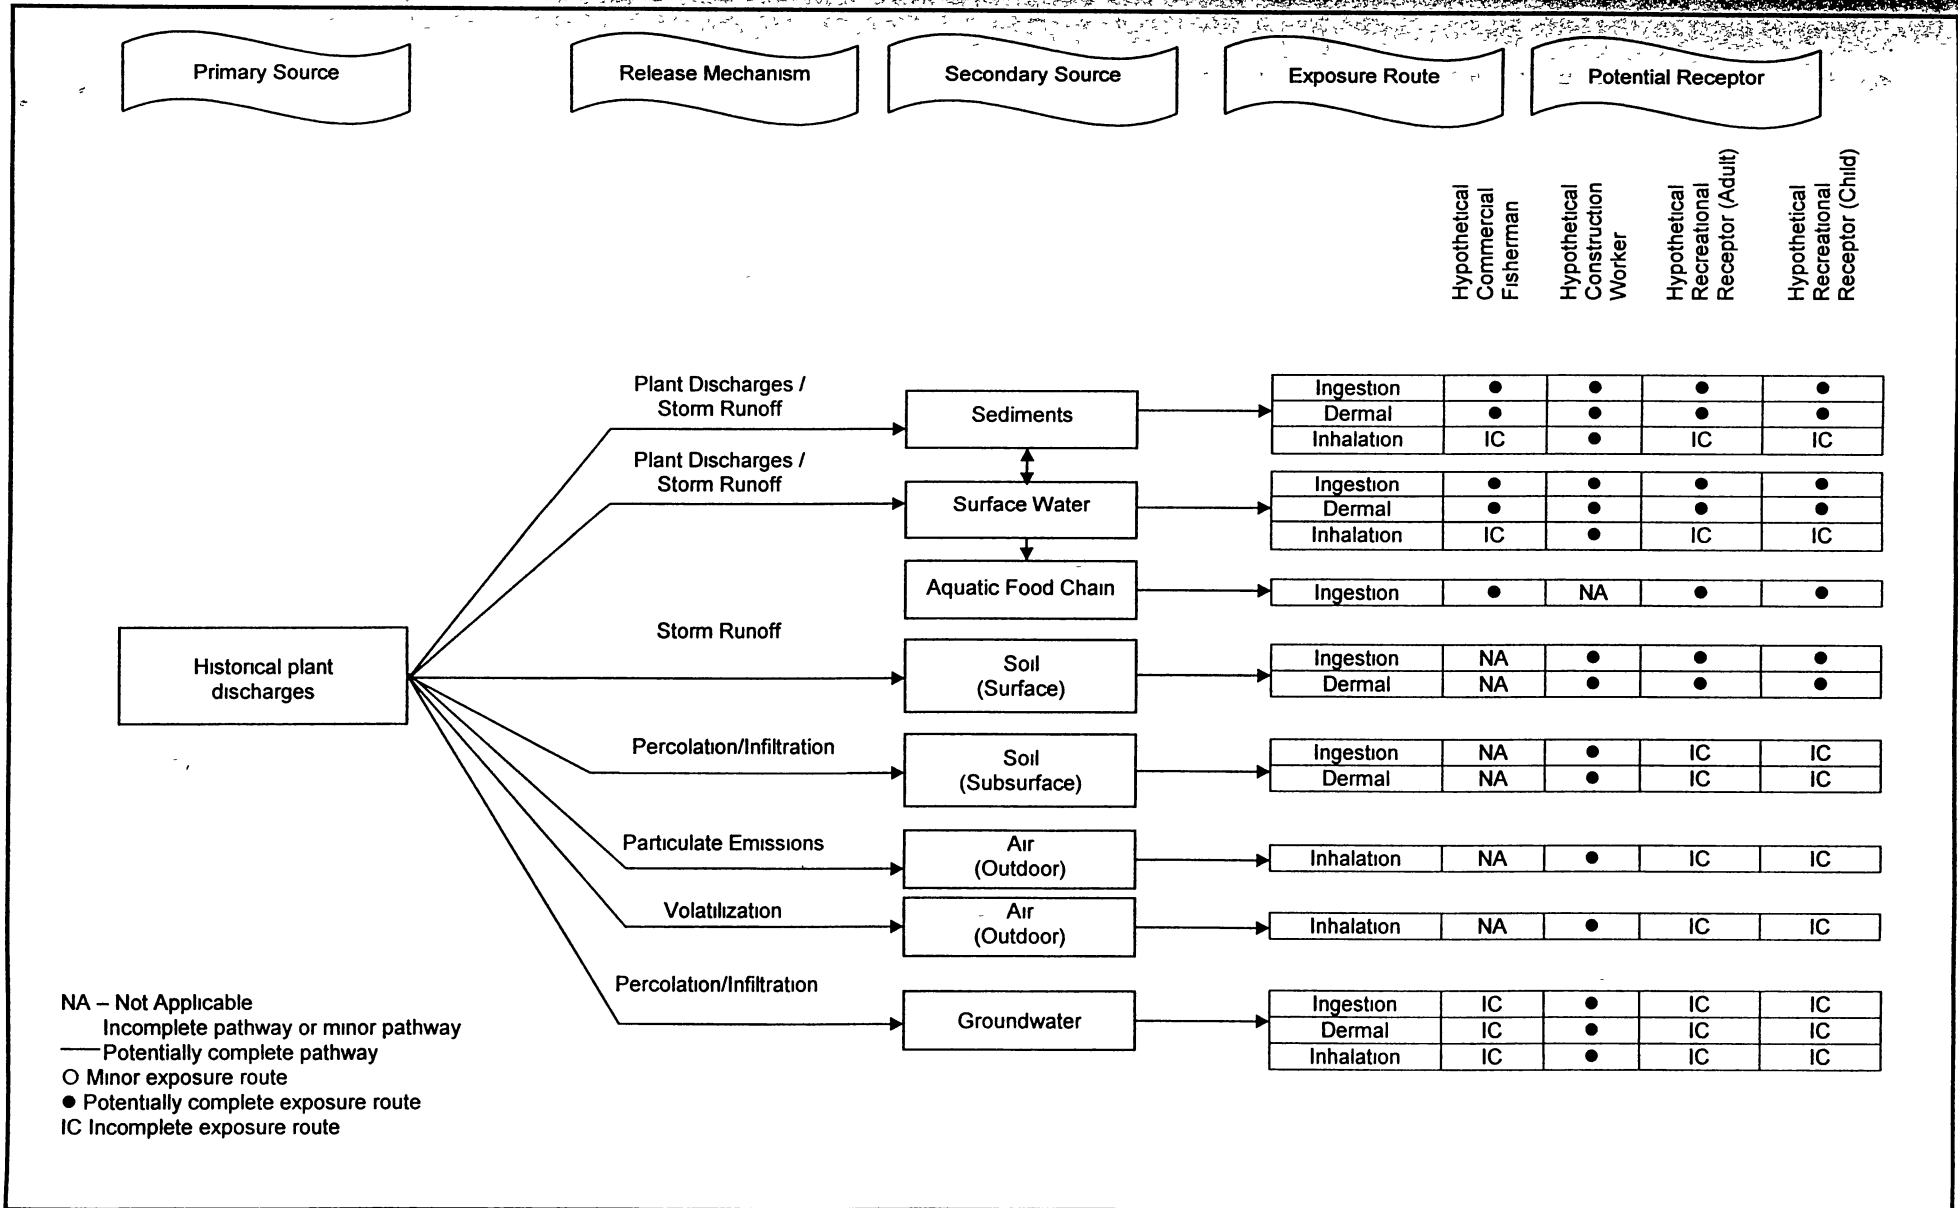 Primary Source
Release Mechanism
Secondary Source
Exposure Route
Potential Receptor
Hypothetical
Commercial
Fisherman
Hypothetical
Construction
Worker
Hypothetical
Recreational
Receptor (Adult)
Hypothetical
Recreational
Receptor (Child)
Historical plant
discharges
Plant Discharges /
Storm Runoff
Sediments
Ingestion ● ● ● ●
Dermal ● ● ● ●
Inhalation IC ● IC IC
Plant Discharges /
Storm Runoff
Surface Water
Ingestion ● ● ● ●
Dermal ● ● ● ●
Inhalation IC ● IC IC
Aquatic Food Chain
Ingestion ● NA ● ●
Storm Runoff
Soil
(Surface)
Ingestion NA ● ● ●
Dermal NA ● ● ●
Percolation/Infiltration
Soil
(Subsurface)
Ingestion NA ● IC IC
Dermal NA ● IC IC
Particulate Emissions
Air
(Outdoor)
Inhalation NA ● IC IC
Volatilization
Air
(Outdoor)
Inhalation NA ● IC IC
Percolation/Infiltration
Groundwater
Ingestion IC ● IC IC
Dermal IC ● IC IC
Inhalation IC ● IC IC
NA – Not Applicable
Incomplete pathway or minor pathway
Potentially complete pathway
O Minor exposure route
● Potentially complete exposure route
IC Incomplete exposure route